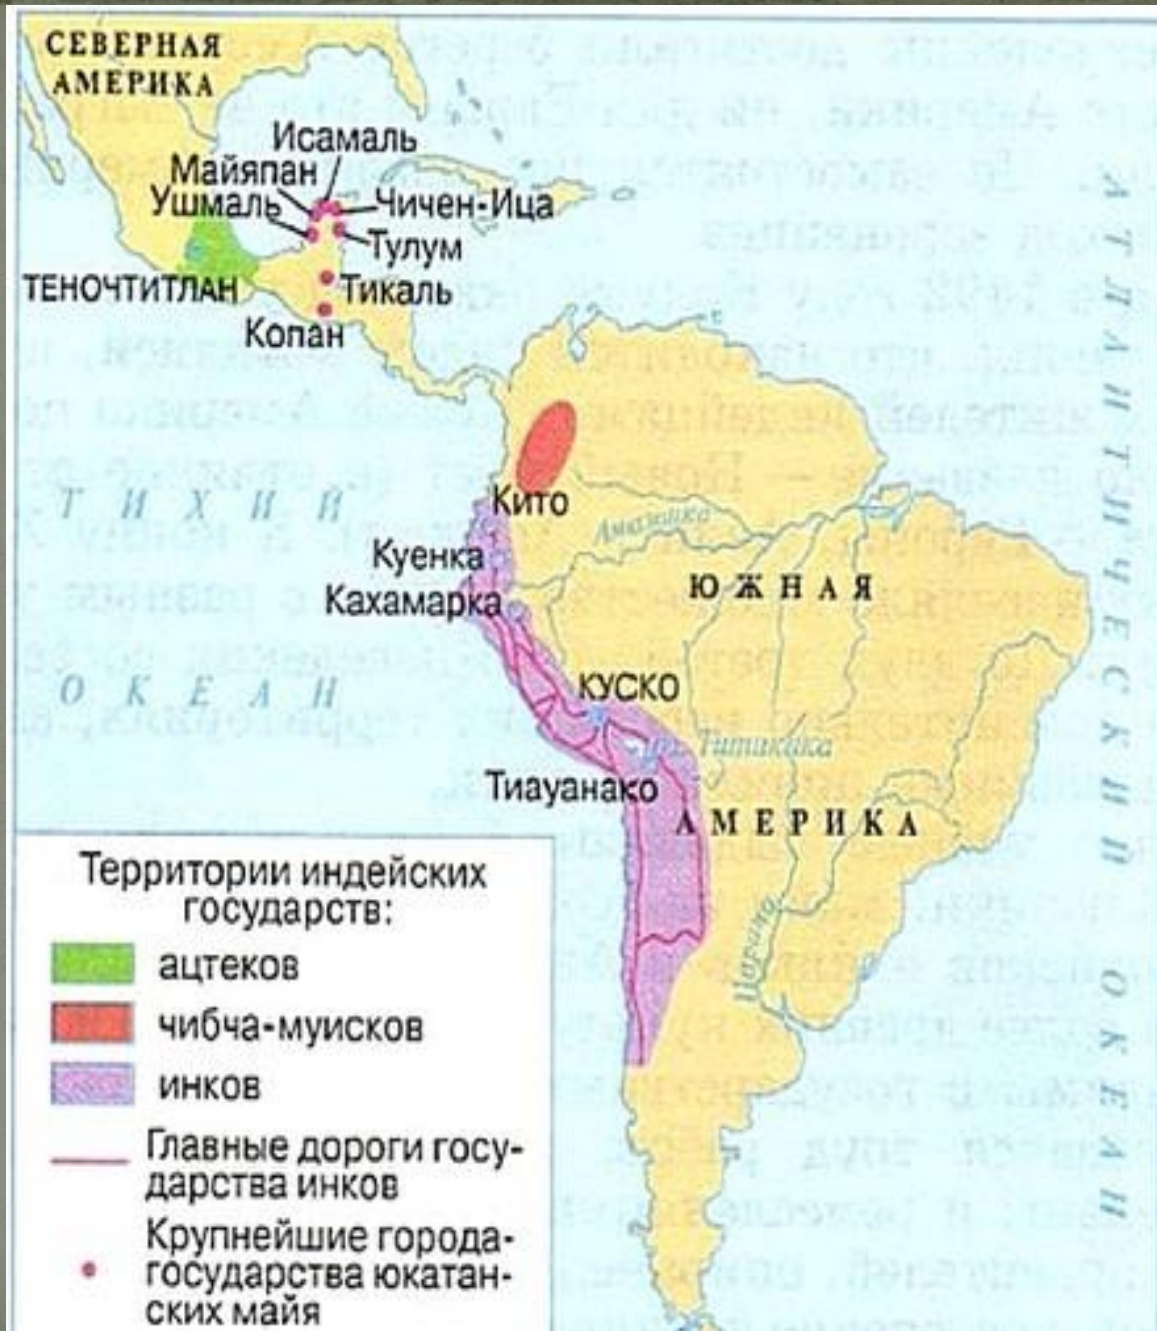 СЕВЕРНАЯ
АМЕРИКА
Исамаль
Майяпан
Ушмаль
Чичен-Ица
Тулум
ТЕНОЧТИТЛАН
Тикаль
Копан
АТЛАНТИЧЕСКИЙ ОКЕАН
ТИХИЙ
ОКЕАН
Кито
Амазонка
Куенка
ЮЖНАЯ
Кахамарка
КУСКО
оз. Титикака
Тиауанако
АМЕРИКА
Парана
Территории индейских
государств:
ацтеков
чибча-муисков
инков
Главные дороги госу-
дарства инков
Крупнейшие города-
государства юкатан-
ских майя